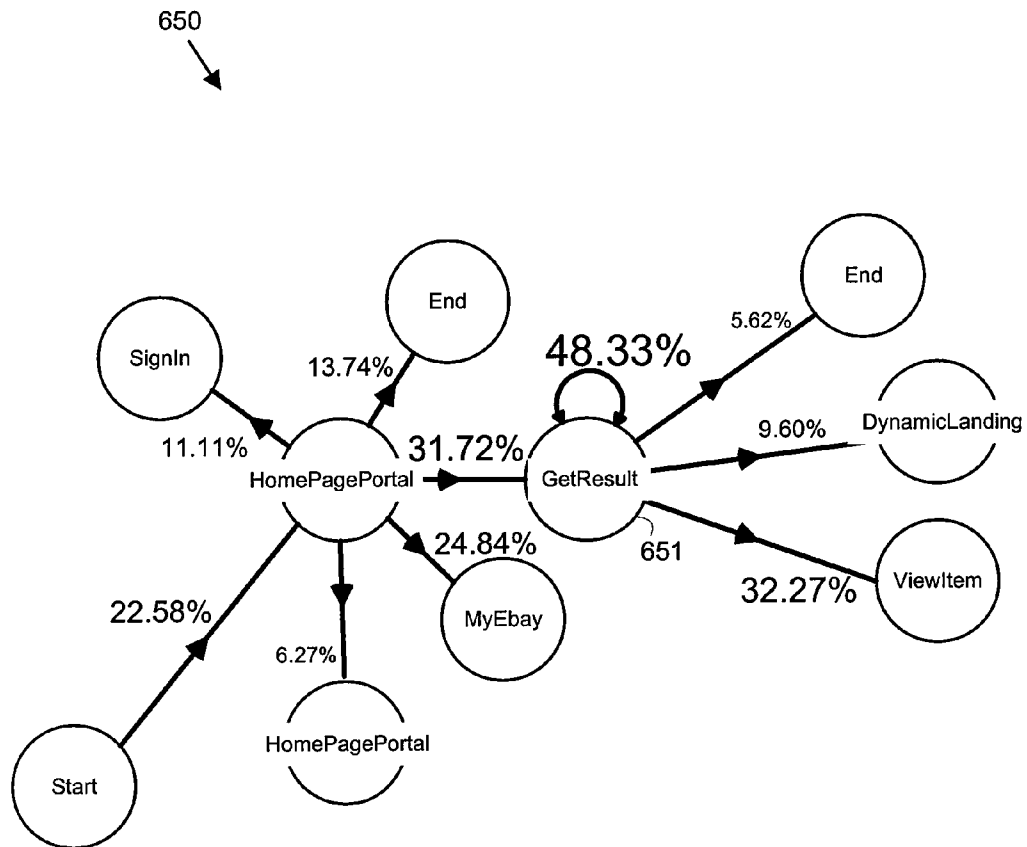 650
End
End
SignIn
5.62%
48.33%
13.74%
DynamicLanding
9.60%
11.11%
31.72%
HomePagePortal
GetResult
651
24.84%
ViewItem
32.27%
22.58%
MyEbay
6.27%
HomePagePortal
Start